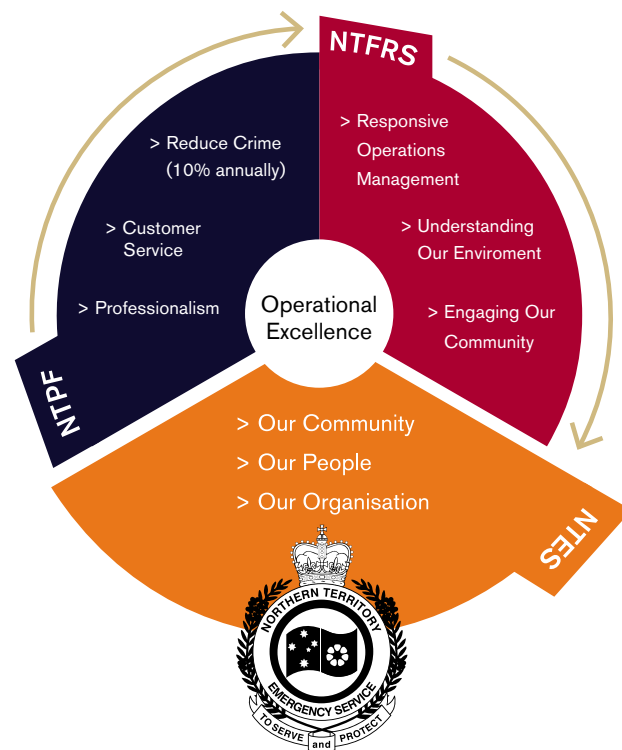 NTFRS
> Responsive
Operations
Management
> Understanding
Our Enviroment
> Engaging Our
Community
NTPF
> Reduce Crime
(10% annually)
> Customer
Service
> Professionalism
Operational
Excellence
NTES
> Our Community
> Our People
> Our Organisation
NORTHERN TERRITORY
EMERGENCY SERVICE
TO SERVE and PROTECT